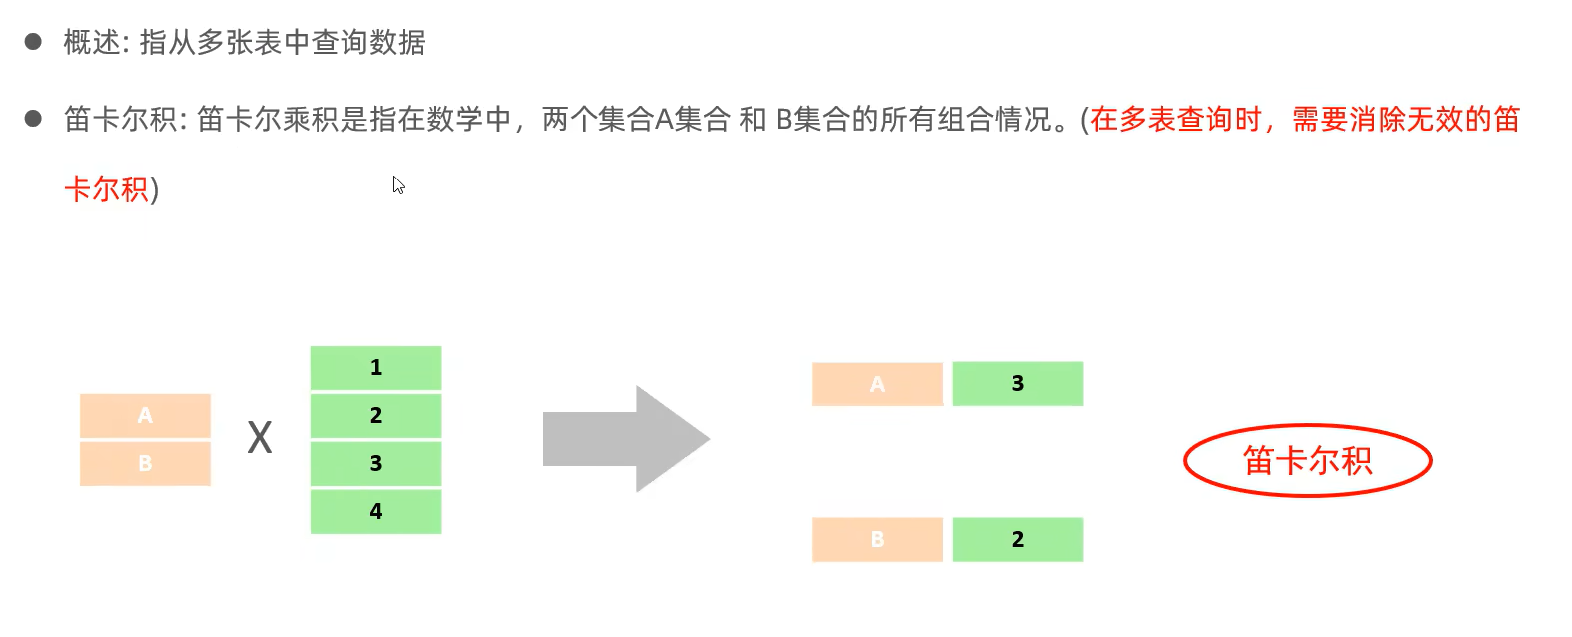 概述: 指从多张表中查询数据
笛卡尔积: 笛卡尔乘积是指在数学中，两个集合A集合 和 B集合的所有组合情况。(在多表查询时，需要消除无效的笛
卡尔积)
A
B
X
1
2
3
4
A 3
B 2
笛卡尔积